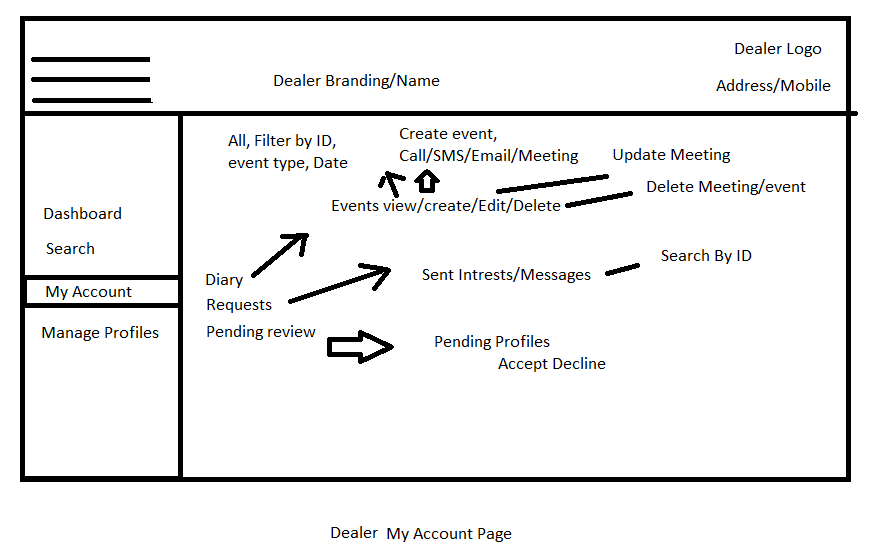 Dealer Logo
Dealer Branding/Name
Address/Mobile
All, Filter by ID,
event type, Date
Create event,
Call/SMS/Email/Meeting
Update Meeting
Delete Meeting/event
Events view/create/Edit/Delete
Dashboard
Search
My Account
Manage Profiles
Diary
Requests
Pending review
Sent Intrests/Messages
Search By ID
Pending Profiles
Accept Decline
Dealer My Account Page